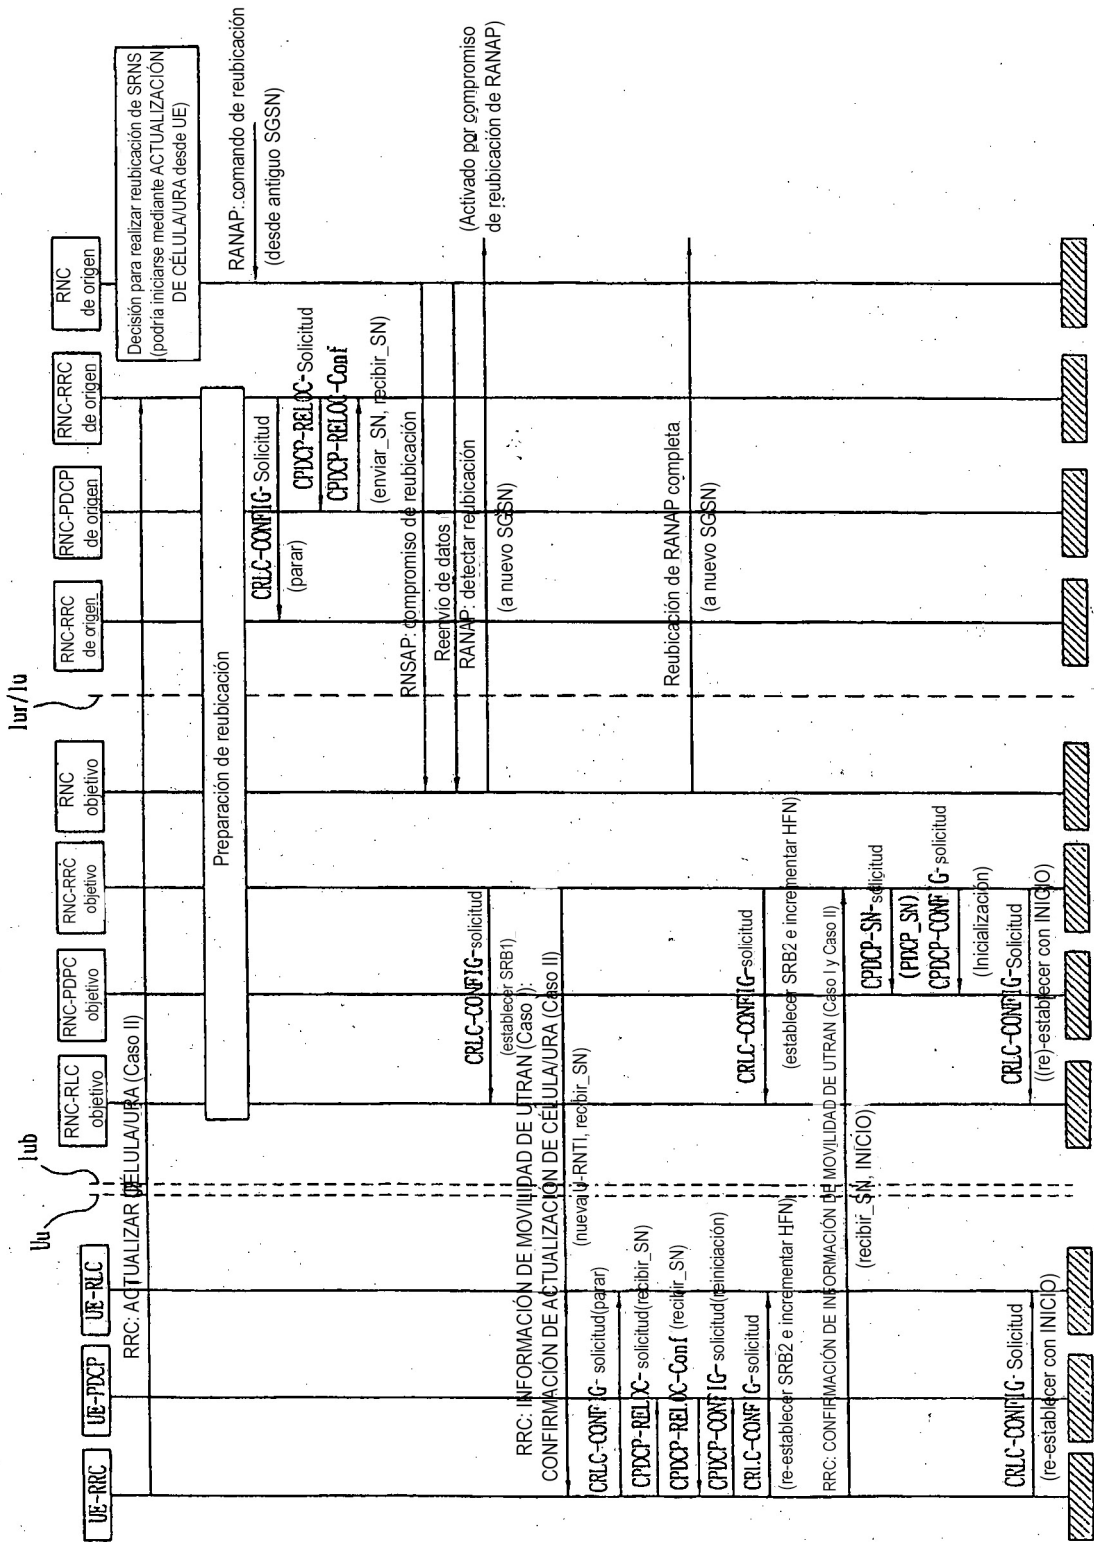 UE-RRC
UE-PDCP
UE-RLC
Uu
Iub
RNC-RLC
objetivo
RNC-PDPC
objetivo
RNC-RRC
objetivo
RNC
objetivo
Iur/Iu
RNC-RRC
de origen
RNC-PDCP
de origen
RNC-RRC
de origen
RNC
de origen
Decisión para realizar reubicación de SRNS
(podría iniciarse mediante ACTUALIZACIÓN
DE CÉLULA/URA desde UE)
RRC: ACTUALIZAR CÉLULA/URA (Caso II)
Preparación de reubicación
RANAP: comando de reubicación
(desde antiguo SGSN)
CRLC-CONFIG-Solicitud
(parar)
CPDCP-RELOC-Solicitud
CPDCP-RELOC-Conf
(enviar_SN, recibir_SN)
RNSAP: compromiso de reubicación
Reenvío de datos
RANAP: detectar reubicación
(a nuevo SGSN)
(Activado por compromiso
de reubicación de RANAP)
CRLC-CONFIG-solicitud
(establecer SRB1)
RRC: INFORMACIÓN DE MOVILIDAD DE UTRAN (Caso I):
CONFIRMACIÓN DE ACTUALIZACIÓN DE CÉLULA/URA (Caso II)
(nueva U-RNTI, recibir_SN)
CRLC-CONFIG-solicitud(parar)
CPDCP-RELOC-solicitud(recibir_SN)
CPDCP-RELOC-Conf (recibir_SN)
CPDCP-CONFIG-solicitud(reiniciación)
CRLC-CONFIG-solicitud
(re-establecer SRB2 e incrementar HFN)
Reubicación de RANAP completa
(a nuevo SGSN)
CRLC-CONFIG-solicitud
(establecer SRB2 e incrementar HFN)
RRC: CONFIRMACIÓN DE INFORMACIÓN DE MOVILIDAD DE UTRAN (Caso I y Caso II)
(recibir_SN, INICIO)
CPDCP-SN-solicitud
(PDCP_SN)
CPDCP-CONFIG-solicitud
(Inicialización)
CRLC-CONFIG-Solicitud
((re)-establecer con INICIO)
CRLC-CONFIG-Solicitud
(re-establecer con INICIO)